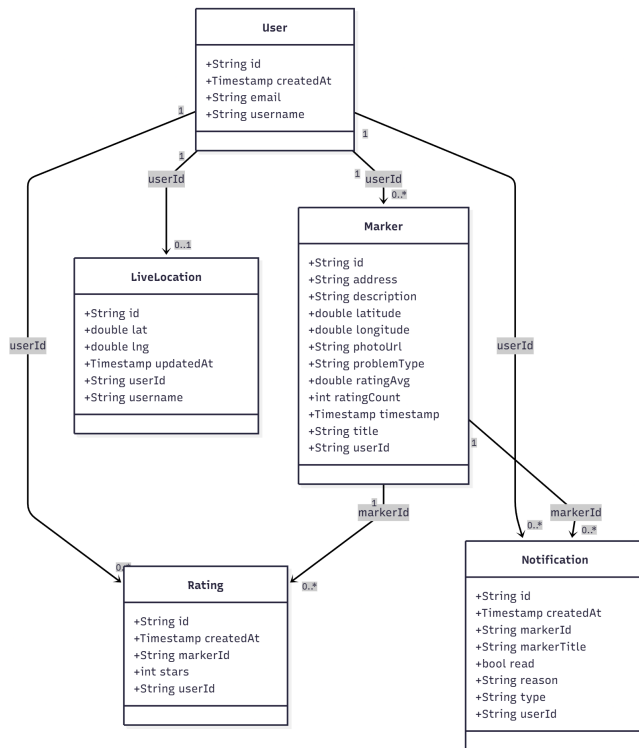 User
+String id
+Timestamp createdAt
+String email
+String username
1
1
1
1
userId
userId
0..1
0..*
LiveLocation
+String id
+double lat
+double lng
+Timestamp updatedAt
+String userId
+String username
Marker
+String id
+String address
+String description
+double latitude
+double longitude
+String photoUrl
+String problemType
+double ratingAvg
+int ratingCount
+Timestamp timestamp
+String title
+String userId
userId
userId
1
1
markerId
markerId
0..*
0..*
0..*
Rating
+String id
+Timestamp createdAt
+String markerId
+int stars
+String userId
Notification
+String id
+Timestamp createdAt
+String markerId
+String markerTitle
+bool read
+String reason
+String type
+String userId